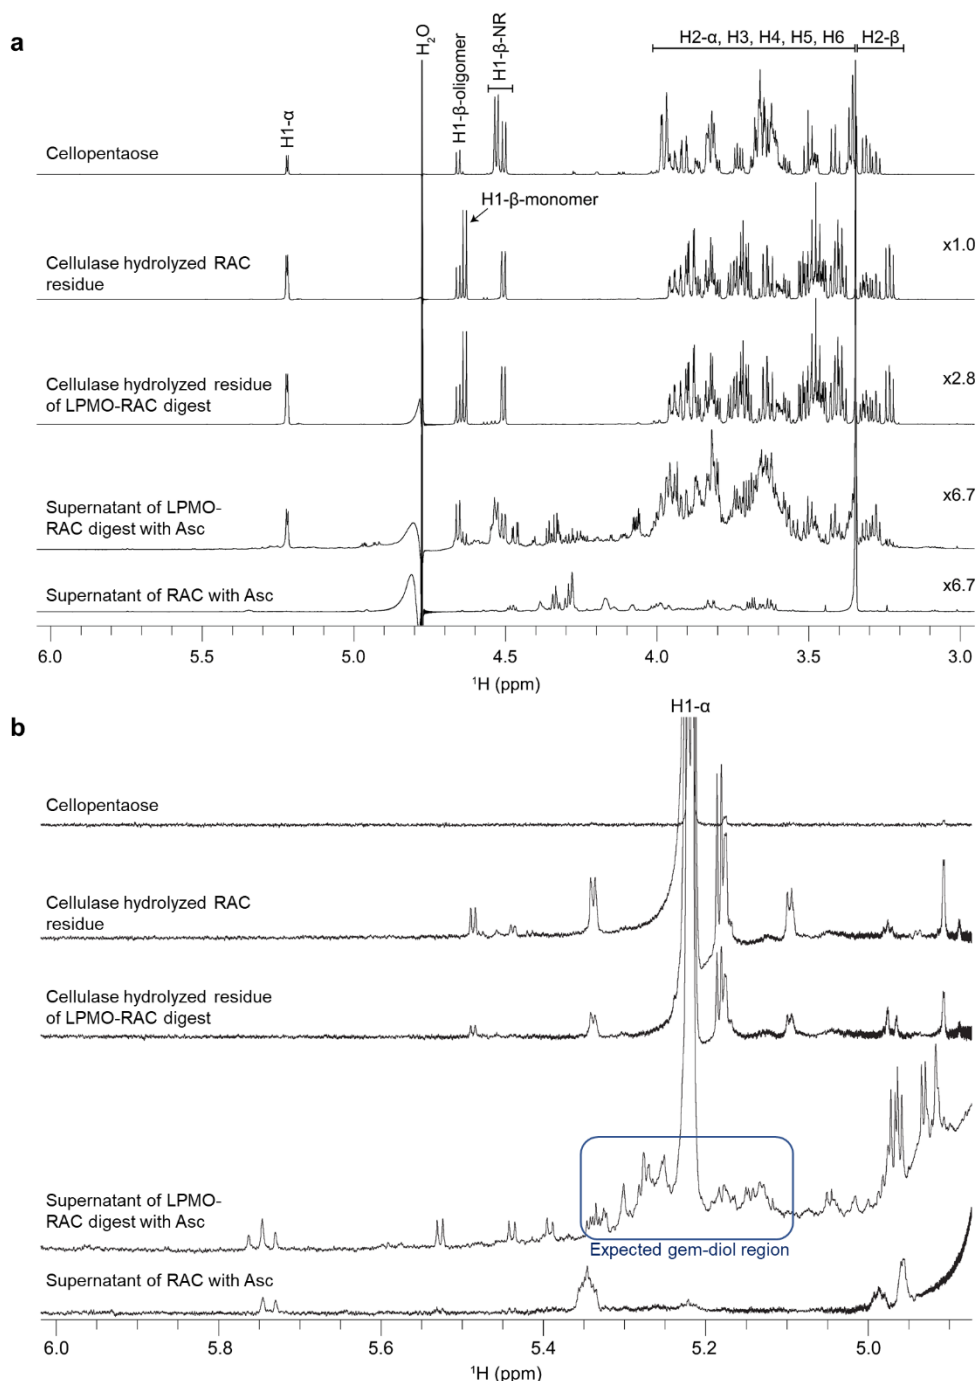 a
H2-α, H3, H4, H5, H6
H2-β
H₂O
H1-β-NR
H1-β-oligomer
H1-α
Cellopentaose
H1-β-monomer
x1.0
Cellulase hydrolyzed RAC
residue
x2.8
Cellulase hydrolyzed residue
of LPMO-RAC digest
x6.7
Supernatant of LPMO-
RAC digest with Asc
x6.7
Supernatant of RAC with Asc
6.0 5.5 5.0 4.5 4.0 3.5 3.0
¹H (ppm)
b
H1-α
Cellopentaose
Cellulase hydrolyzed RAC
residue
Cellulase hydrolyzed residue
of LPMO-RAC digest
Supernatant of LPMO-
RAC digest with Asc
Expected gem-diol region
Supernatant of RAC with Asc
6.0 5.8 5.6 5.4 5.2 5.0
¹H (ppm)